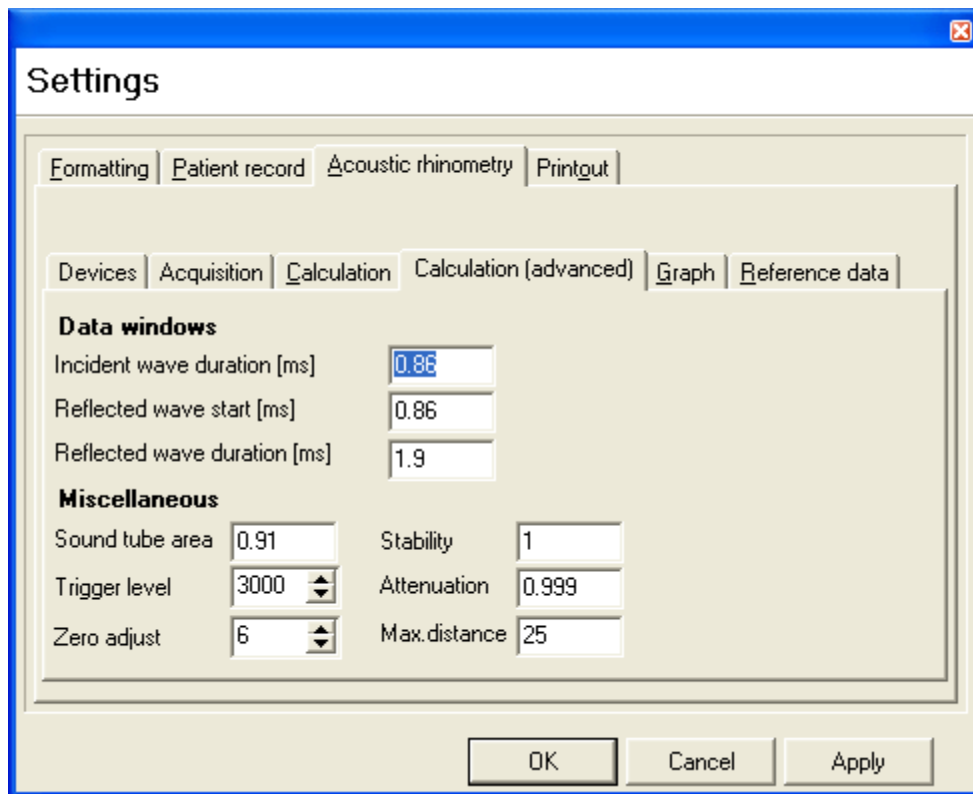 Settings
Formatting Patient record Acoustic rhinometry Printout
Devices Acquisition Calculation Calculation (advanced) Graph Reference data
Data windows
Incident wave duration [ms] 0.86
Reflected wave start [ms] 0.86
Reflected wave duration [ms] 1.9
Miscellaneous
Sound tube area 0.91 Stability 1
Trigger level 3000 Attenuation 0.999
Zero adjust 6 Max.distance 25
OK Cancel Apply